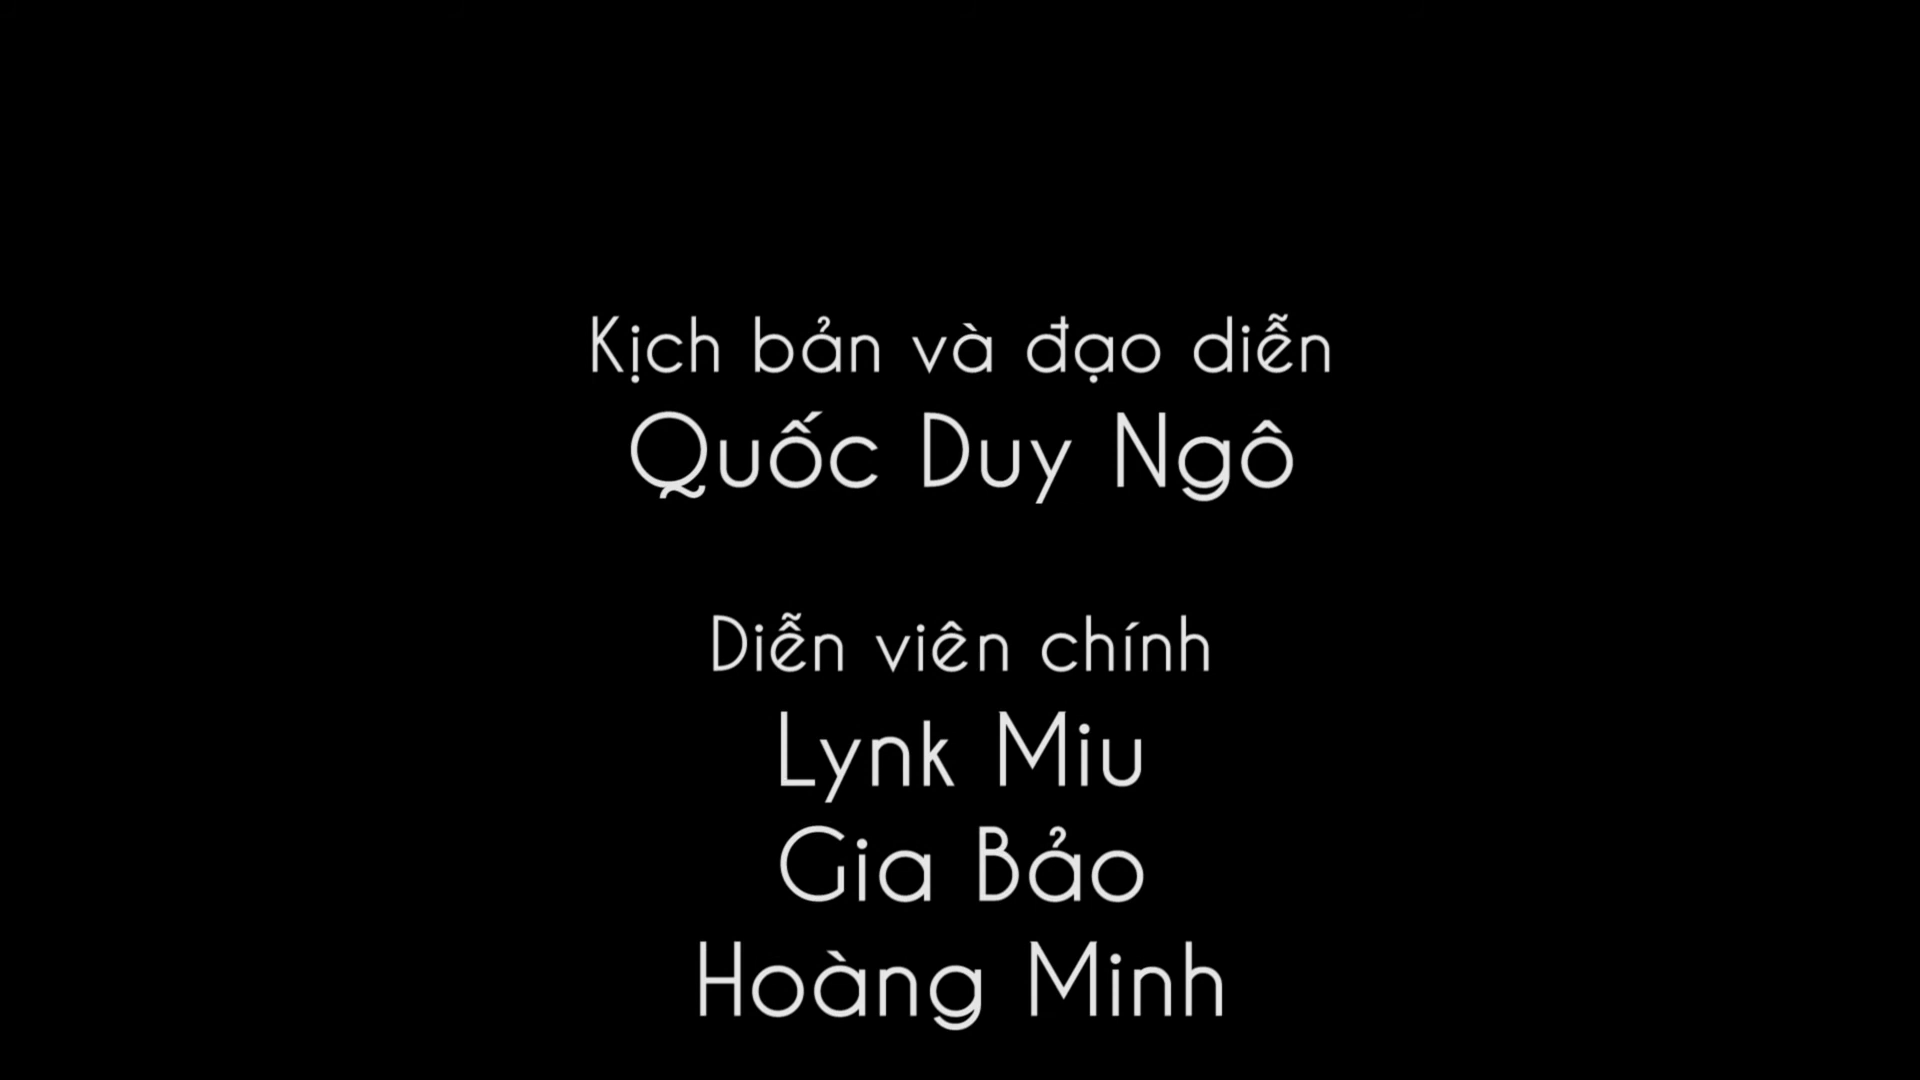 Kịch bản và đạo diễn
Quốc Duy Ngô
Diễn viên chính
Lynk Miu
Gia Bảo
Hoàng Minh